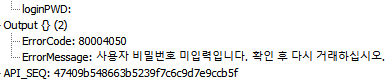 loginPWD:
Output {} (2)
ErrorCode: 80004050
ErrorMessage: 사용자 비밀번호 미입력입니다. 확인 후 다시 거래하십시오.
API_SEQ: 47409b548663b5239f7c6c9d7e9ccb5f